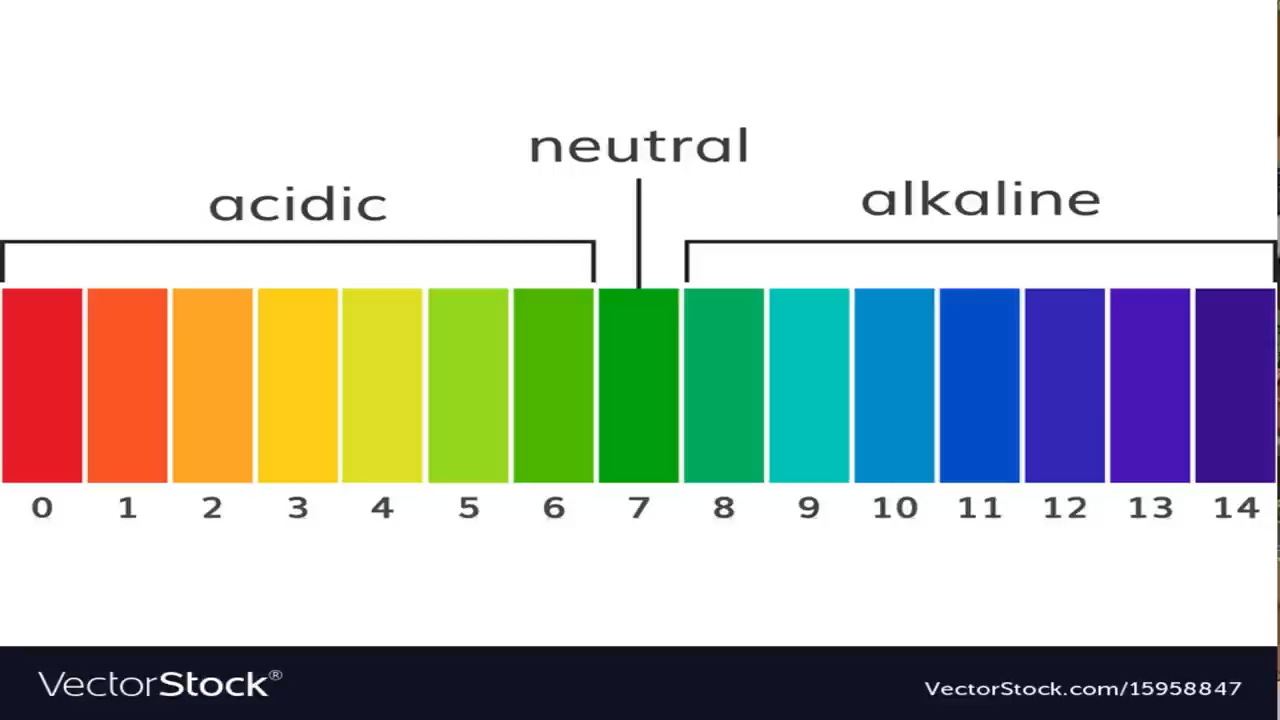 neutral
acidic
alkaline
0 1 2 3 4 5 6 7 8 9 10 11 12 13 14
VectorStock®
VectorStock.com/15958847